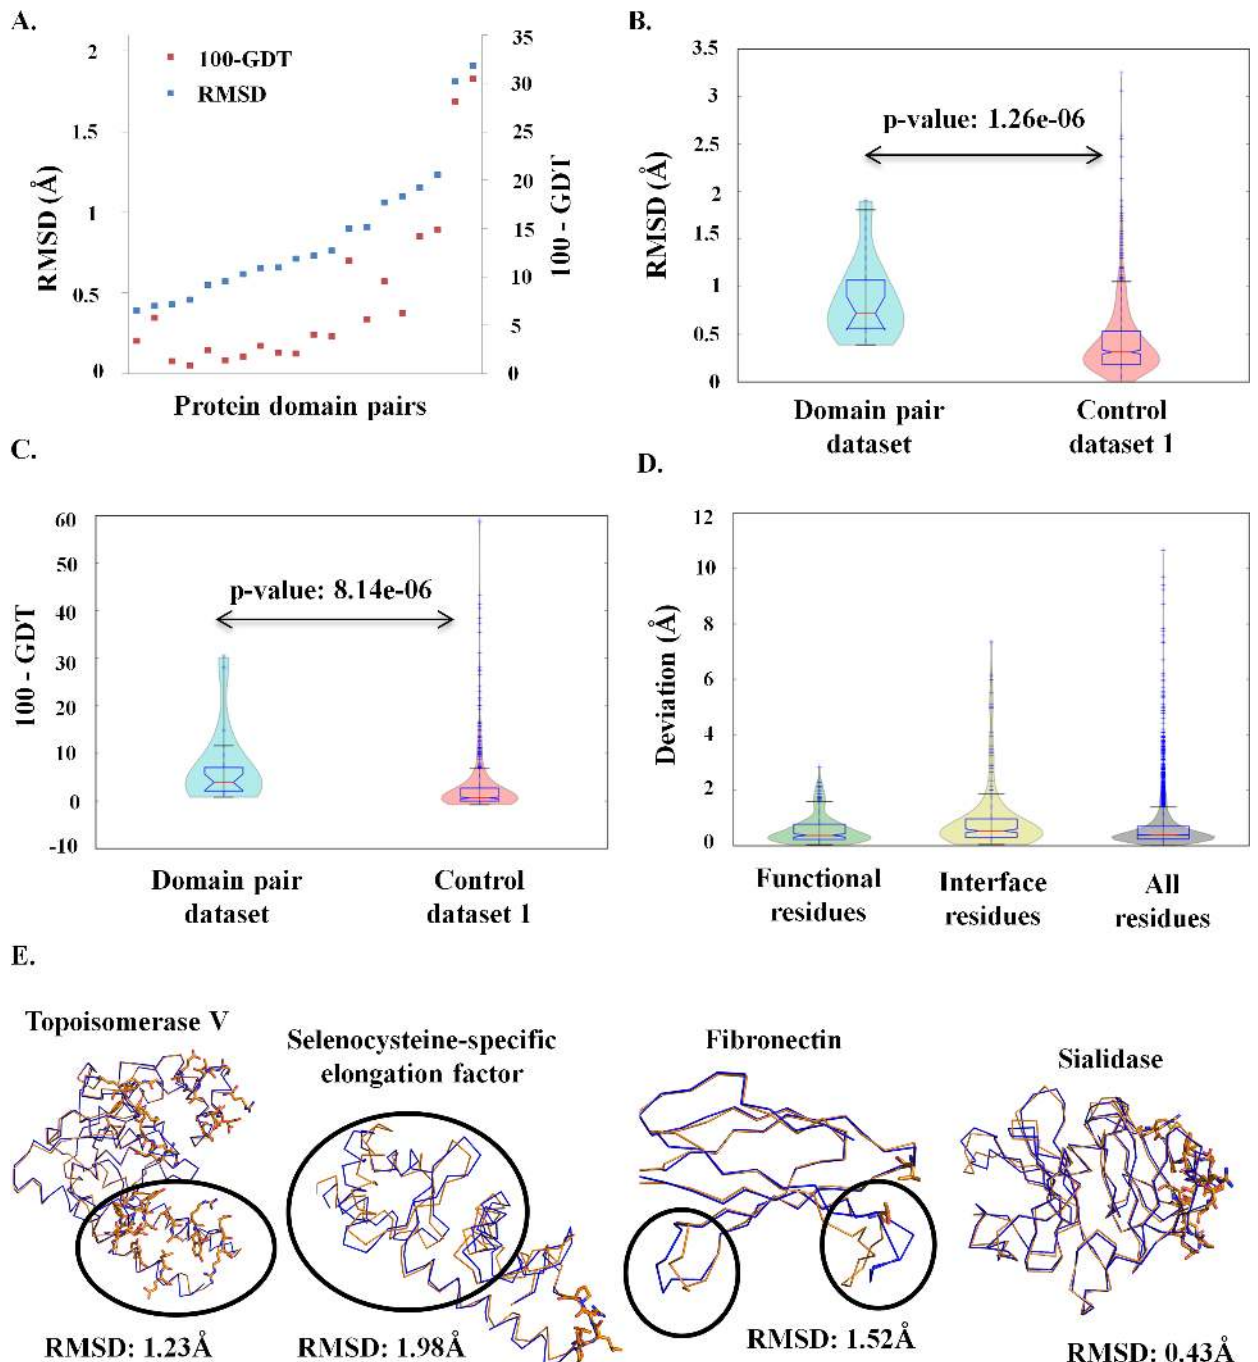 A.
2
1.5
1
0.5
0
RMSD (Å)
100-GDT
RMSD
35
30
25
20
15
10
5
0
100 - GDT
Protein domain pairs
B.
3.5
3
2.5
2
1.5
1
0.5
0
RMSD (Å)
p-value: 1.26e-06
Domain pair
dataset
Control
dataset 1
C.
60
50
40
30
20
10
0
-10
100 - GDT
p-value: 8.14e-06
Domain pair
dataset
Control
dataset 1
D.
12
10
8
6
4
2
0
Deviation (Å)
Functional
residues
Interface
residues
All
residues
E.
Topoisomerase V
RMSD: 1.23Å
Selenocysteine-specific
elongation factor
RMSD: 1.98Å
Fibronectin
RMSD: 1.52Å
Sialidase
RMSD: 0.43Å